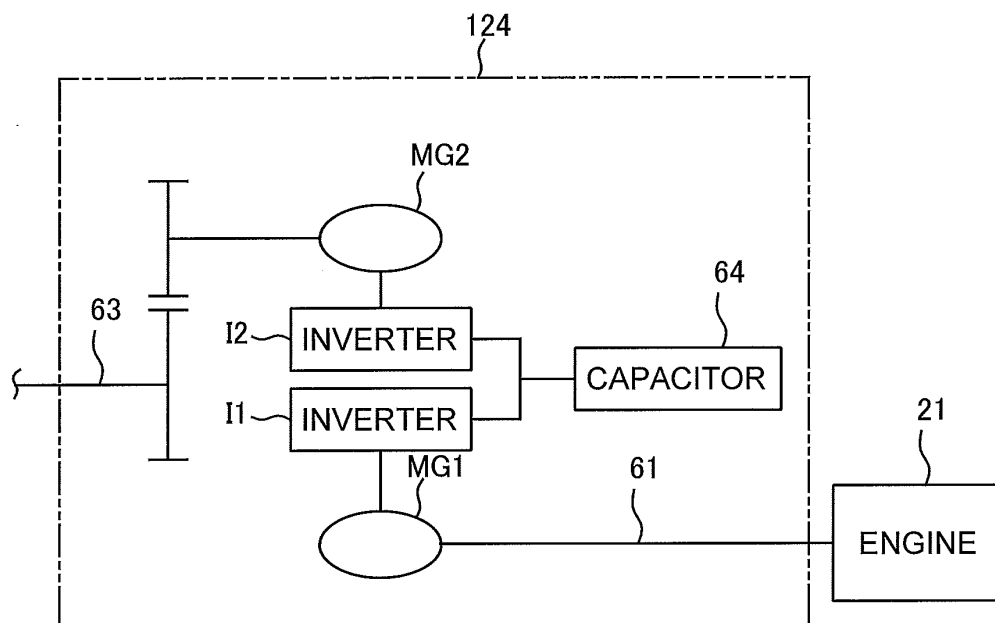 124
MG2
63
64
I2
INVERTER
CAPACITOR
I1
INVERTER
21
MG1
61
ENGINE